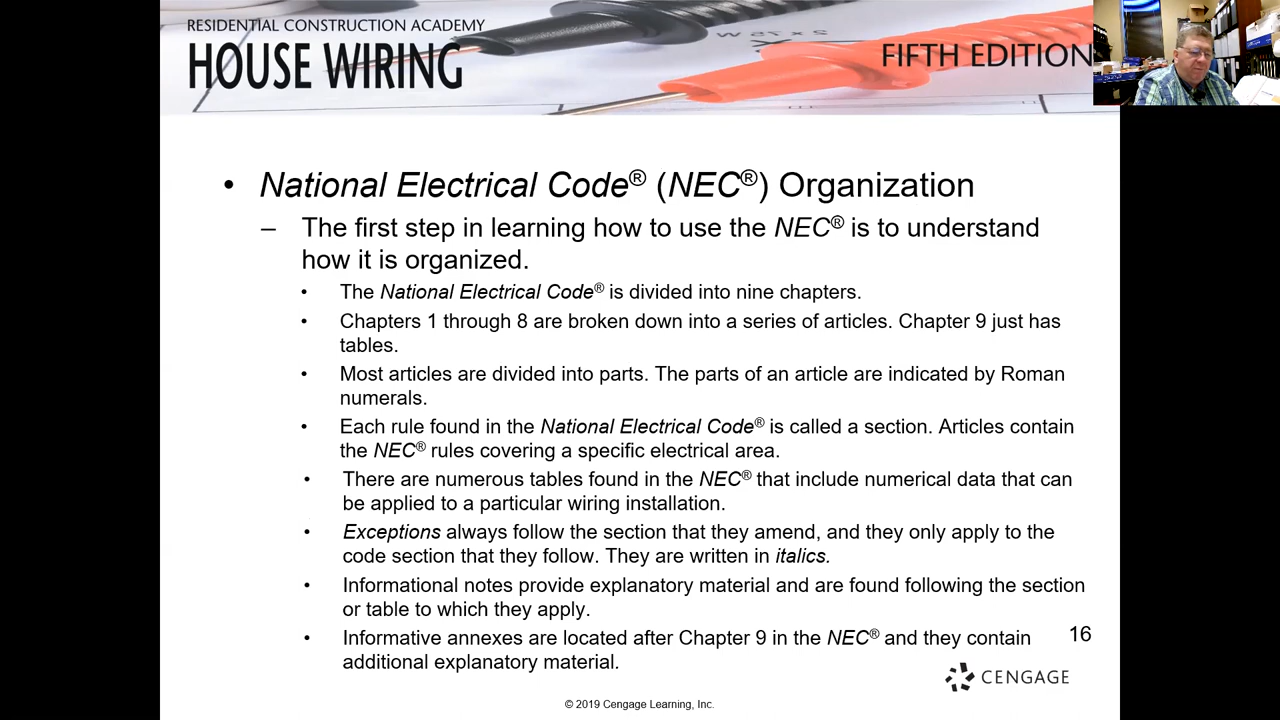 RESIDENTIAL CONSTRUCTION ACADEMY
HOUSE WIRING
FIFTH EDITION
• National Electrical Code® (NEC®) Organization
– The first step in learning how to use the NEC® is to understand
how it is organized.
• The National Electrical Code® is divided into nine chapters.
• Chapters 1 through 8 are broken down into a series of articles. Chapter 9 just has
tables.
• Most articles are divided into parts. The parts of an article are indicated by Roman
numerals.
• Each rule found in the National Electrical Code® is called a section. Articles contain
the NEC® rules covering a specific electrical area.
• There are numerous tables found in the NEC® that include numerical data that can
be applied to a particular wiring installation.
• Exceptions always follow the section that they amend, and they only apply to the
code section that they follow. They are written in italics.
• Informational notes provide explanatory material and are found following the section
or table to which they apply.
• Informative annexes are located after Chapter 9 in the NEC® and they contain
additional explanatory material.
16
CENGAGE
© 2019 Cengage Learning, Inc.